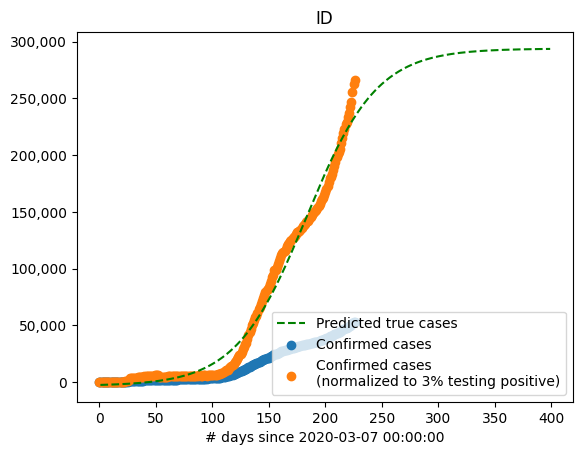 ID
300,000
250,000
200,000
150,000
100,000
50,000
0
Predicted true cases
Confirmed cases
Confirmed cases
(normalized to 3% testing positive)
0 50 100 150 200 250 300 350 400
# days since 2020-03-07 00:00:00